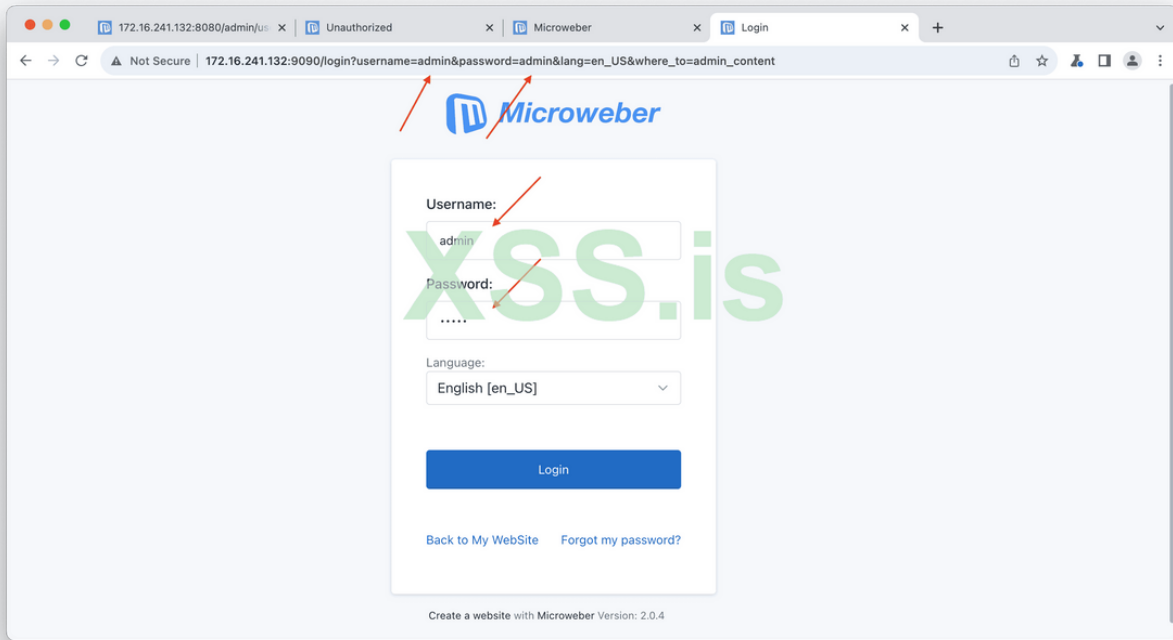 172.16.241.132:8080/admin/us Unauthorized Microweber Login
Not Secure 172.16.241.132:9090/login?username=admin&password=admin&lang=en_US&where_to=admin_content
Microweber
Username:
admin
XSS.is
Password:
•••••
Language:
English [en_US]
Login
Back to My WebSite Forgot my password?
Create a website with Microweber Version: 2.0.4